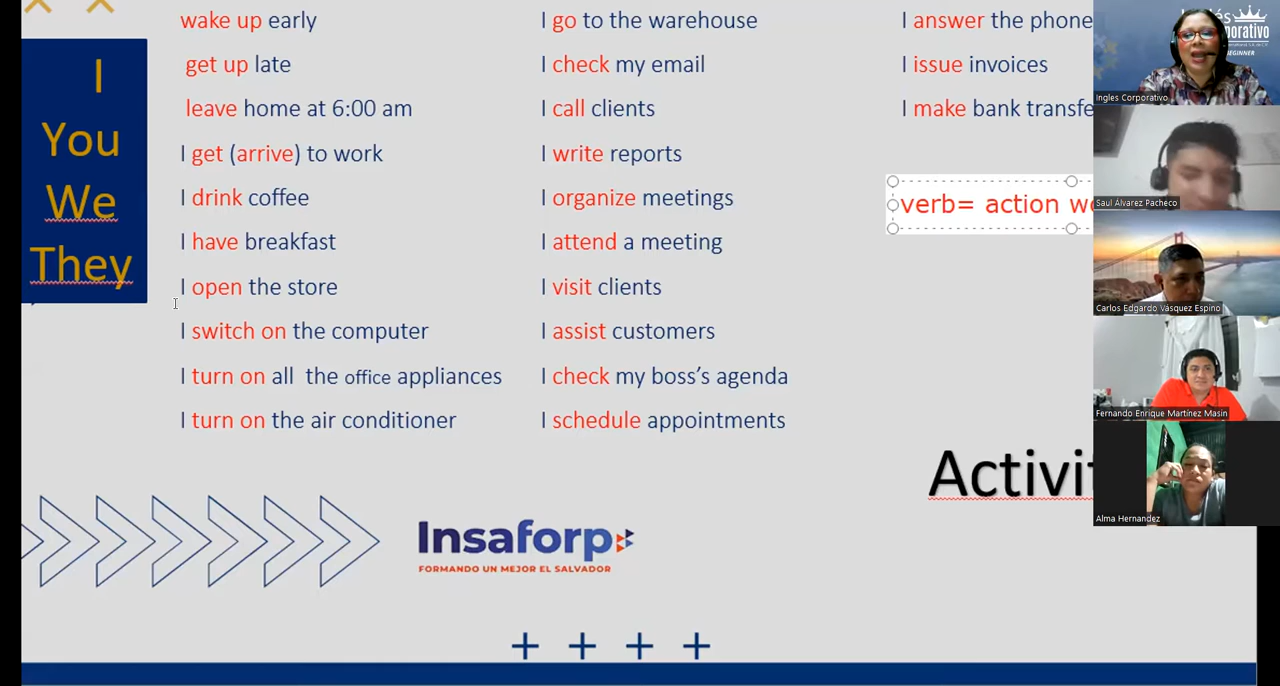 I
You
We
They
wake up early
get up late
leave home at 6:00 am
I get (arrive) to work
I drink coffee
I have breakfast
I open the store
I switch on the computer
I turn on all the office appliances
I turn on the air conditioner
I go to the warehouse
I check my email
I call clients
I write reports
I organize meetings
I attend a meeting
I visit clients
I assist customers
I check my boss's agenda
I schedule appointments
I answer the phone
I issue invoices
I make bank transfe
verb= action wo
Activit
Insaforp
FORMANDO UN MEJOR EL SALVADOR
Ingles Corporativo
Saul Álvarez Pacheco
Carlos Edgardo Vásquez Espino
Fernando Enrique Martínez Masin
Alma Hernandez